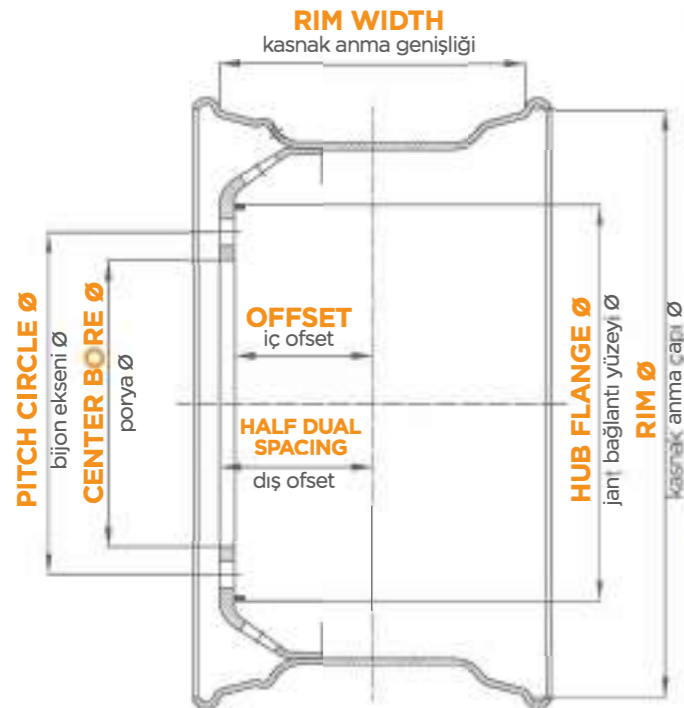 RIM WIDTH
kasnak anma genişliği
PITCH CIRCLE Ø
bijon ekseni Ø
CENTER BORE Ø
porya Ø
OFFSET
iç ofset
HALF DUAL
SPACING
dış ofset
HUB FLANGE Ø
jant bağlantı yüzeyi Ø
RIM Ø
kasnak anma çapı Ø